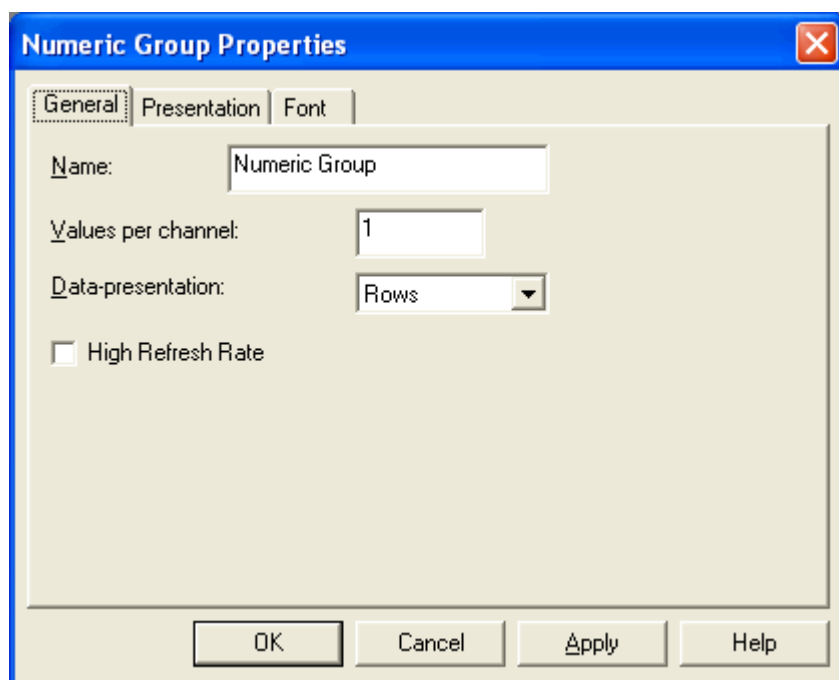 Numeric Group Properties
General Presentation Font
Name: Numeric Group
Values per channel: 1
Data-presentation: Rows
High Refresh Rate
OK Cancel Apply Help